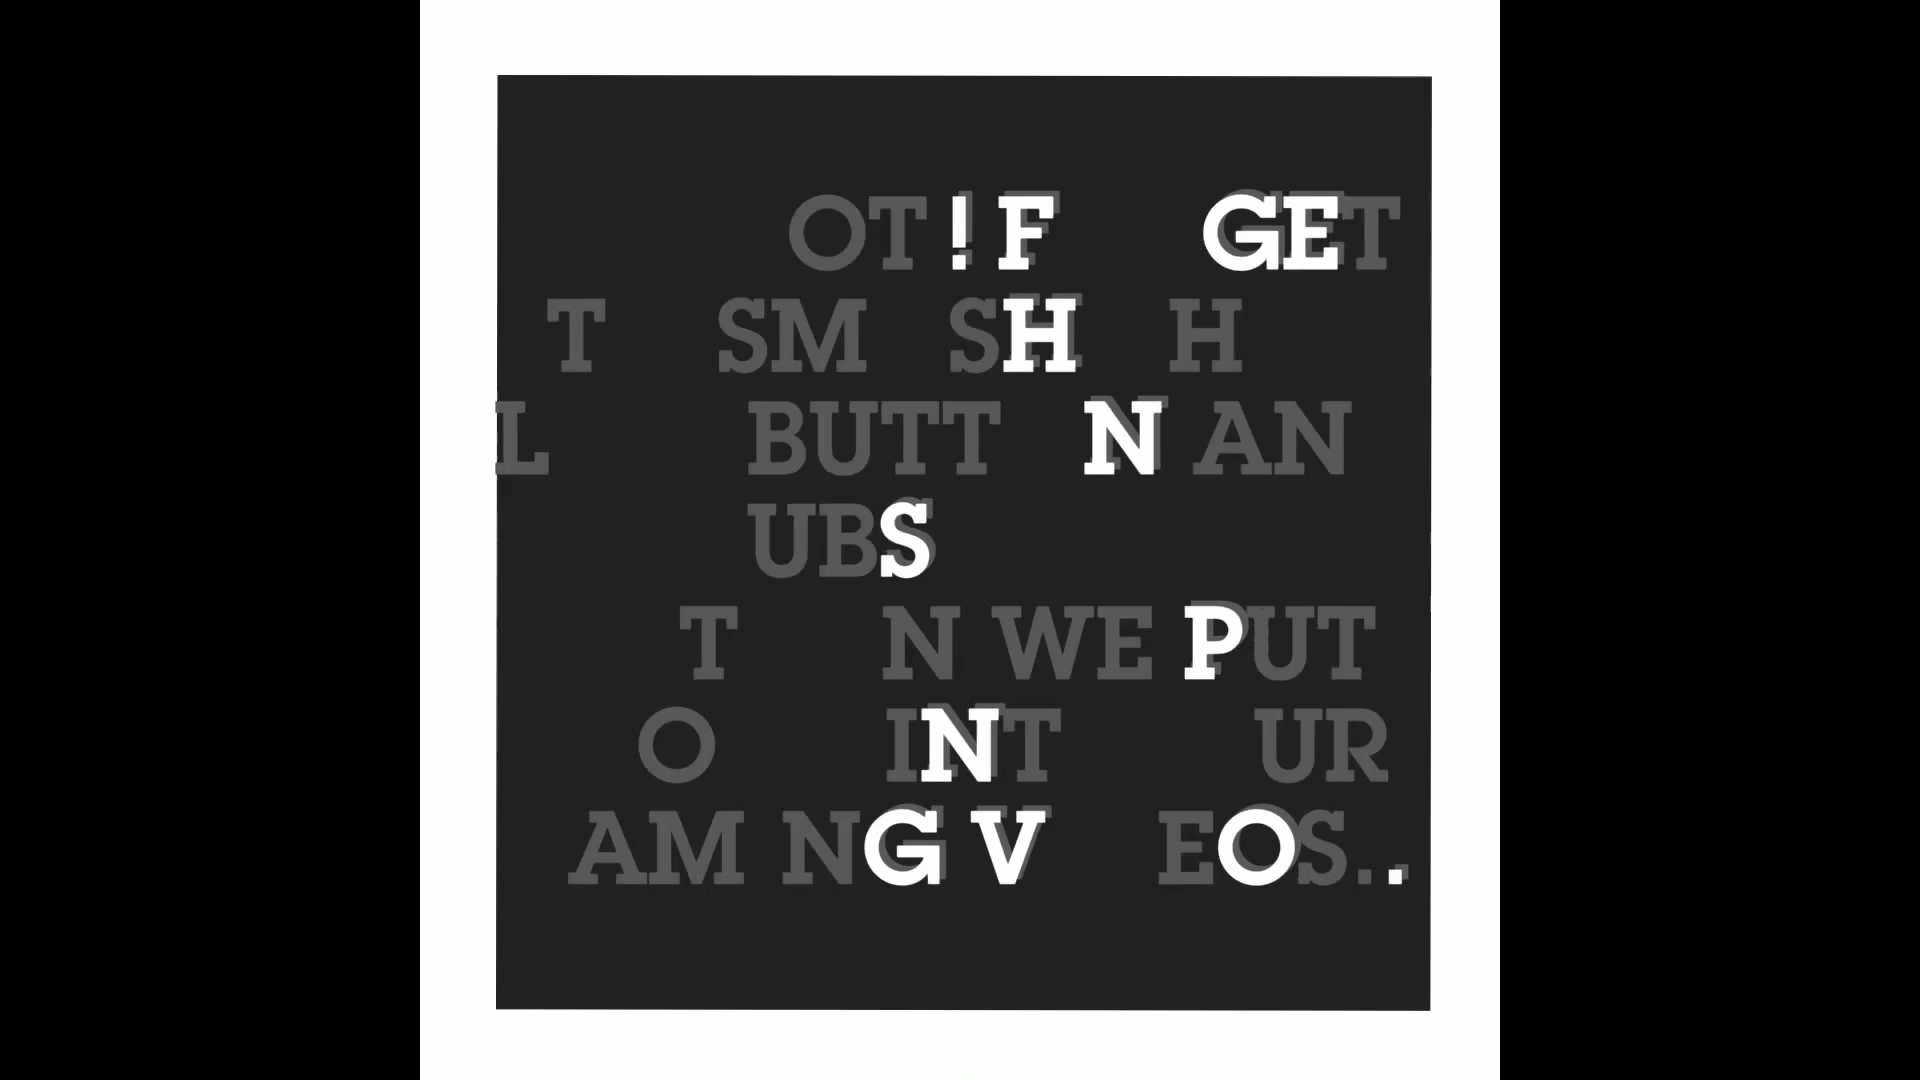 OT! F GET
T SM SH H
L BUTT N AN
UBS
T N WE PUT
O INT UR
AM NG V EOS..